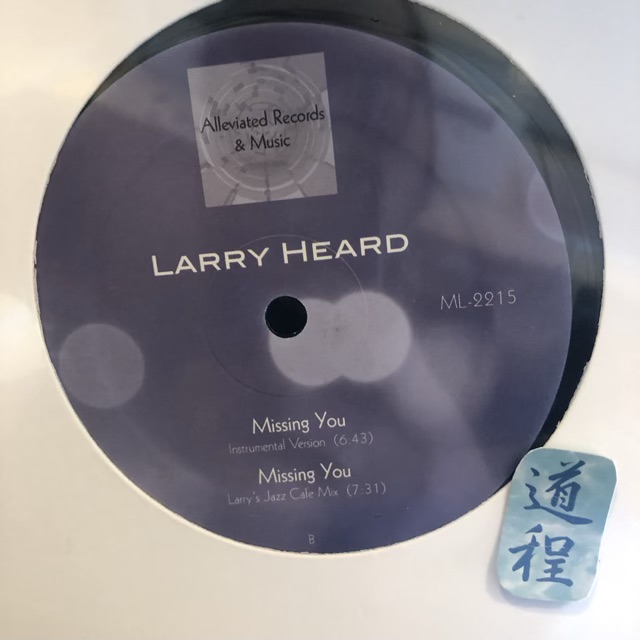 Alleviated Records
& Music
LARRY HEARD
ML-2215
Missing You
Instrumental Version (6:43)
Missing You
Larry's Jazz Cafe Mix (7:31)
B
道
程